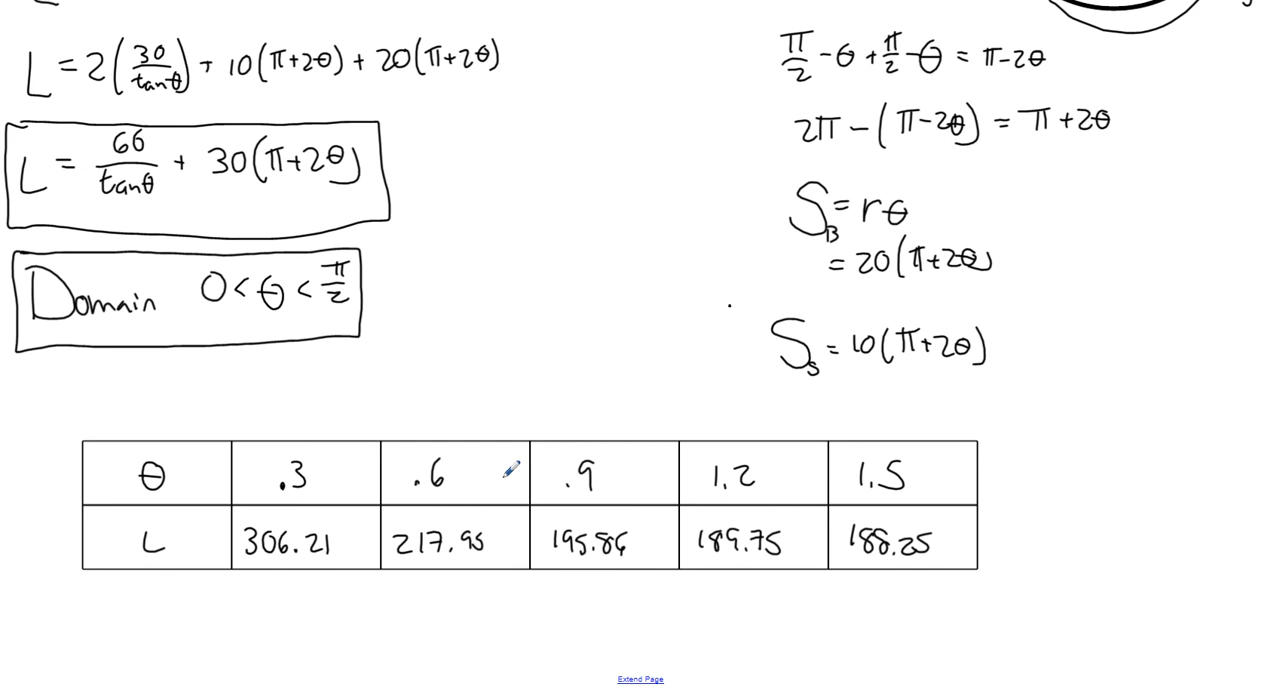 L = 2(30/tanθ) + 10(π+2θ) + 20(π+2θ)
L = 60/tanθ + 30(π+2θ)
Domain 0<θ<π/2
π/2 -θ + π/2 -θ = π-2θ
2π - (π-2θ) = π+2θ
S_B = rθ
= 20(π+2θ)
S_s = 10(π+2θ)
θ .3 .6 .9 1.2 1.5
L 306.21 217.95 195.86 189.75 188.25
Extend Page